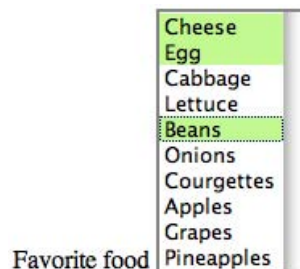 Cheese
Egg
Cabbage
Lettuce
Beans
Onions
Courgettes
Apples
Grapes
Favorite food Pineapples